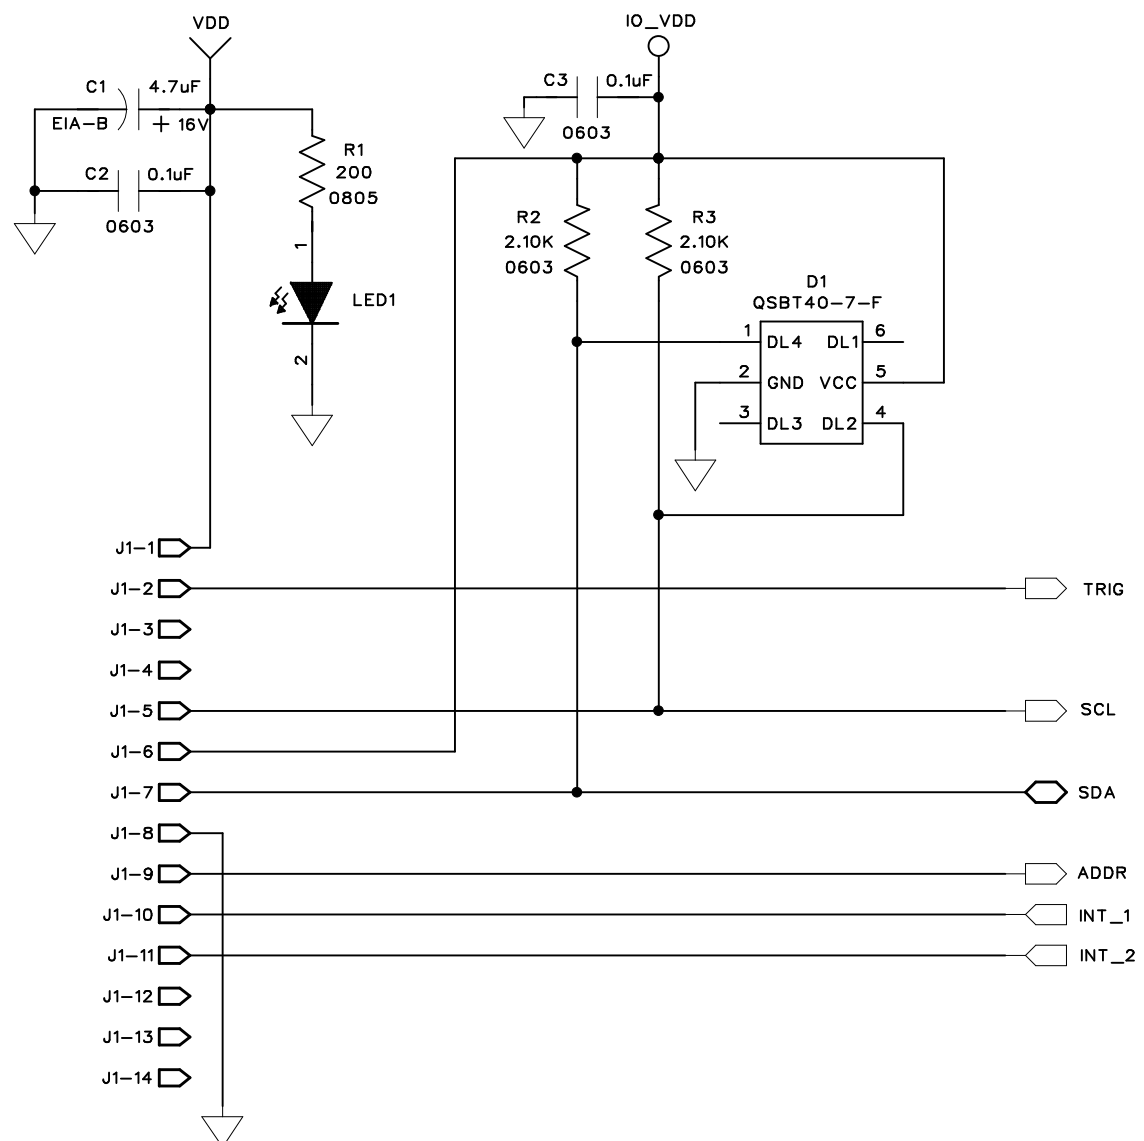 VDD
IO_VDD
C1 4.7uF
EIA-B + 16V
C2 0.1uF
0603
R1
200
0805
1
LED1
2
C3 0.1uF
0603
R2
2.10K
0603
R3
2.10K
0603
D1
QSBT40-7-F
1 DL4 DL1 6
2 GND VCC 5
3 DL3 DL2 4
J1-1
J1-2 TRIG
J1-3
J1-4
J1-5 SCL
J1-6
J1-7 SDA
J1-8
J1-9 ADDR
J1-10 INT_1
J1-11 INT_2
J1-12
J1-13
J1-14